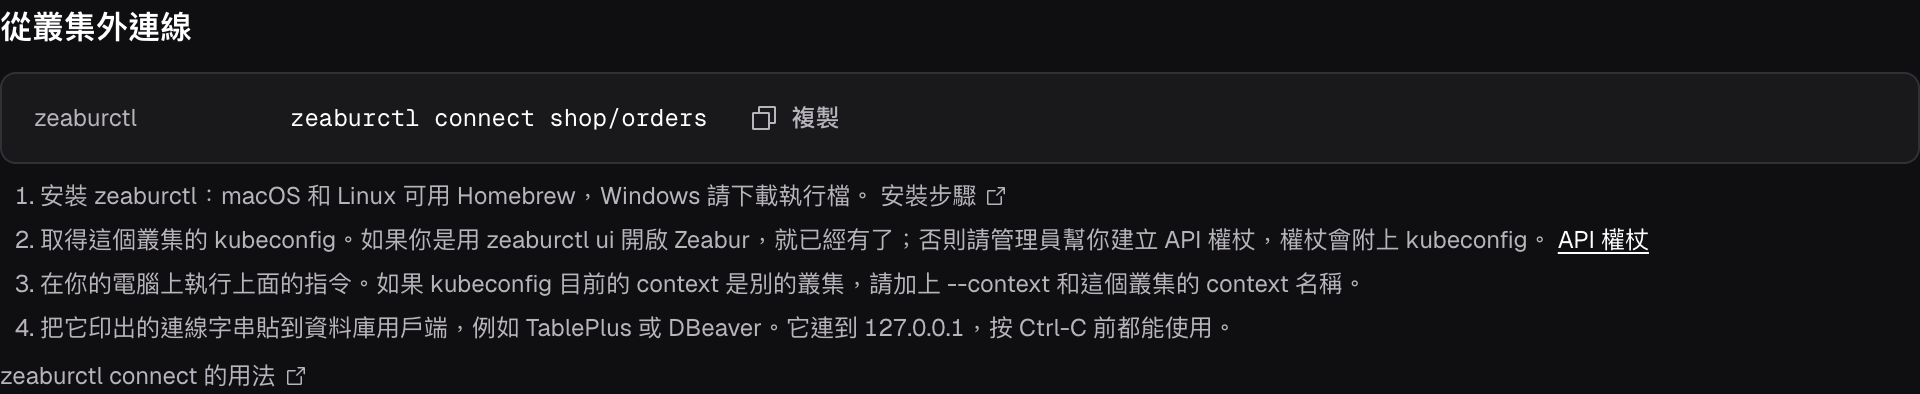 從叢集外連線
zeaburctl zeaburctl connect shop/orders 複製
1. 安裝 zeaburctl：macOS 和 Linux 可用 Homebrew，Windows 請下載執行檔。 安裝步驟
2. 取得這個叢集的 kubeconfig。如果你是用 zeaburctl ui 開啟 Zeabur，就已經有了；否則請管理員幫你建立 API 權杖，權杖會附上 kubeconfig。 API 權杖
3. 在你的電腦上執行上面的指令。如果 kubeconfig 目前的 context 是別的叢集，請加上 --context 和這個叢集的 context 名稱。
4. 把它印出的連線字串貼到資料庫用戶端，例如 TablePlus 或 DBeaver。它連到 127.0.0.1，按 Ctrl-C 前都能使用。
zeaburctl connect 的用法